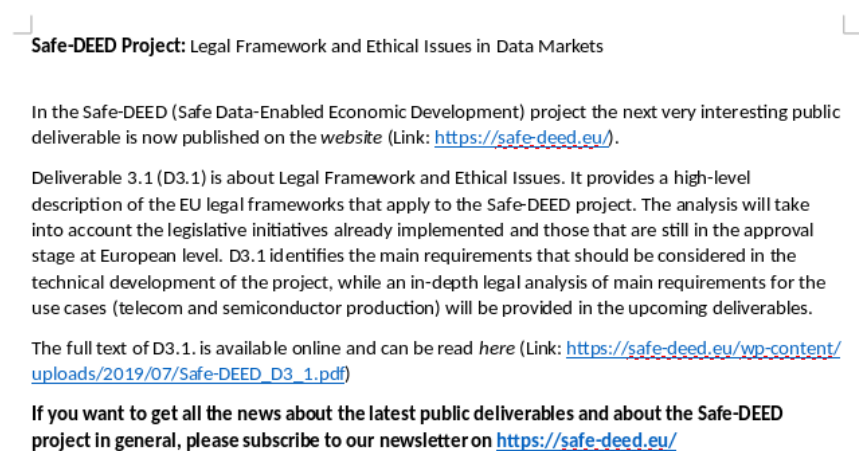 Safe-DEED Project: Legal Framework and Ethical Issues in Data Markets
In the Safe-DEED (Safe Data-Enabled Economic Development) project the next very interesting public
deliverable is now published on the website (Link: https://safe-deed.eu/).
Deliverable 3.1 (D3.1) is about Legal Framework and Ethical Issues. It provides a high-level
description of the EU legal frameworks that apply to the Safe-DEED project. The analysis will take
into account the legislative initiatives already implemented and those that are still in the approval
stage at European level. D3.1 identifies the main requirements that should be considered in the
technical development of the project, while an in-depth legal analysis of main requirements for the
use cases (telecom and semiconductor production) will be provided in the upcoming deliverables.
The full text of D3.1. is available online and can be read here (Link: https://safe-deed.eu/wp-content/
uploads/2019/07/Safe-DEED_D3_1.pdf)
If you want to get all the news about the latest public deliverables and about the Safe-DEED
project in general, please subscribe to our newsletter on https://safe-deed.eu/